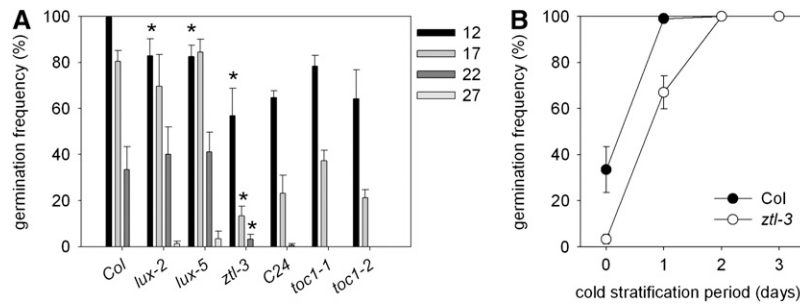 A
germination frequency (%)
100
80
60
40
20
0
* * * * *
Col lux-2 lux-5 ztl-3 C24 toc1-1 toc1-2
12
17
22
27
B
germination frequency (%)
100
80
60
40
20
0
Col
ztl-3
0 1 2 3
cold stratification period (days)